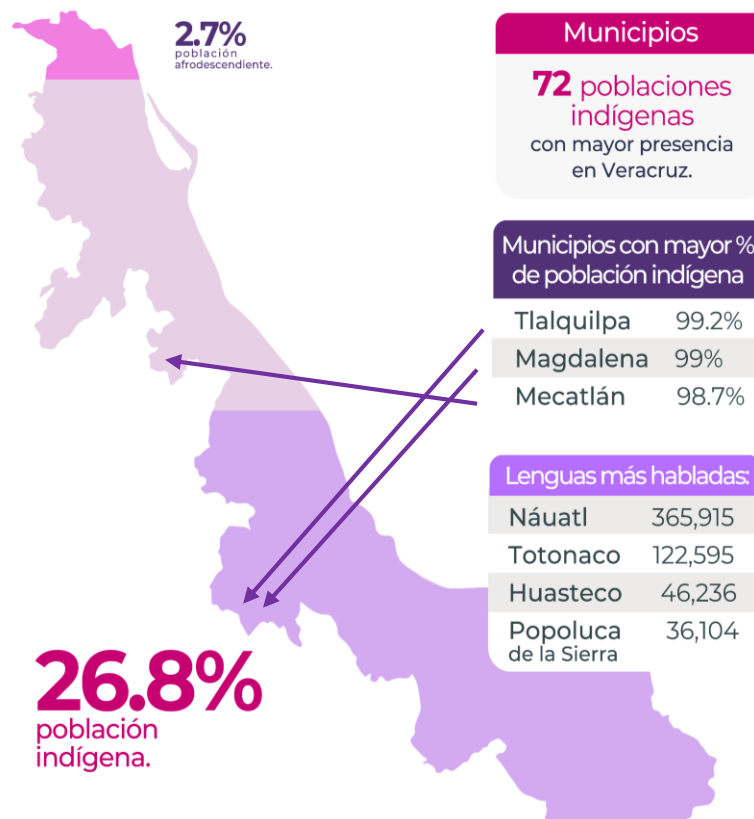 2.7%
población
afrodescendiente.
Municipios
72 poblaciones
indígenas
con mayor presencia
en Veracruz.
Municipios con mayor %
de población indígena
Tlalquilpa 99.2%
Magdalena 99%
Mecatlán 98.7%
Lenguas más habladas:
Náuatl 365,915
Totonaco 122,595
Huasteco 46,236
Popoluca 36,104
de la Sierra
26.8%
población
indígena.